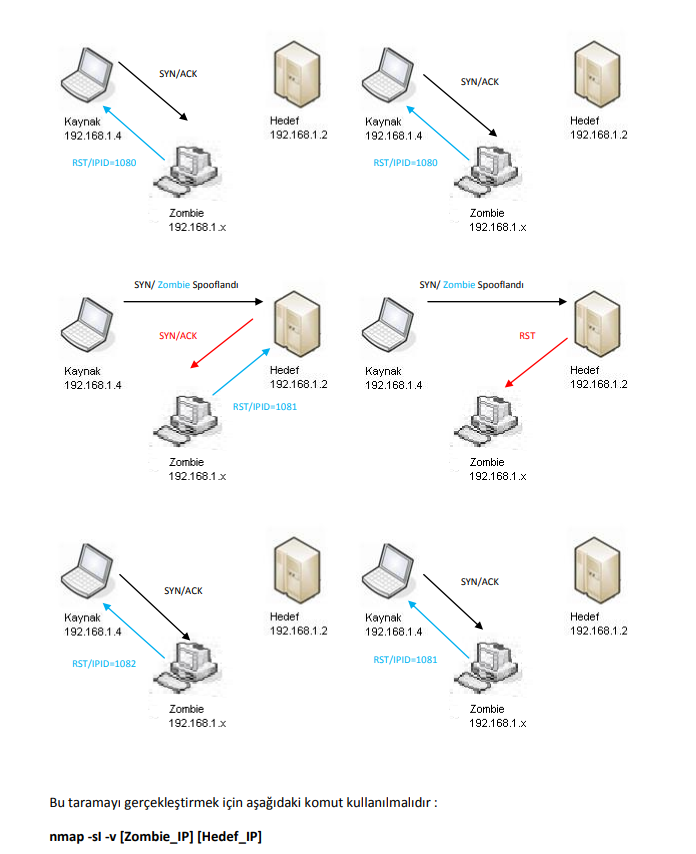 SYN/ACK
Kaynak
192.168.1.4
Hedef
192.168.1.2
RST/IPID=1080
Zombie
192.168.1.x
SYN/ACK
Kaynak
192.168.1.4
Hedef
192.168.1.2
RST/IPID=1080
Zombie
192.168.1.x
SYN/ Zombie Spooflandı
SYN/ACK
Kaynak
192.168.1.4
Hedef
192.168.1.2
RST/IPID=1081
Zombie
192.168.1.x
SYN/ Zombie Spooflandı
RST
Kaynak
192.168.1.4
Hedef
192.168.1.2
Zombie
192.168.1.x
SYN/ACK
Kaynak
192.168.1.4
Hedef
192.168.1.2
RST/IPID=1082
Zombie
192.168.1.x
SYN/ACK
Kaynak
192.168.1.4
Hedef
192.168.1.2
RST/IPID=1081
Zombie
192.168.1.x
Bu taramayı gerçekleştirmek için aşağıdaki komut kullanılmalıdır :
nmap -sI -v [Zombie_IP] [Hedef_IP]